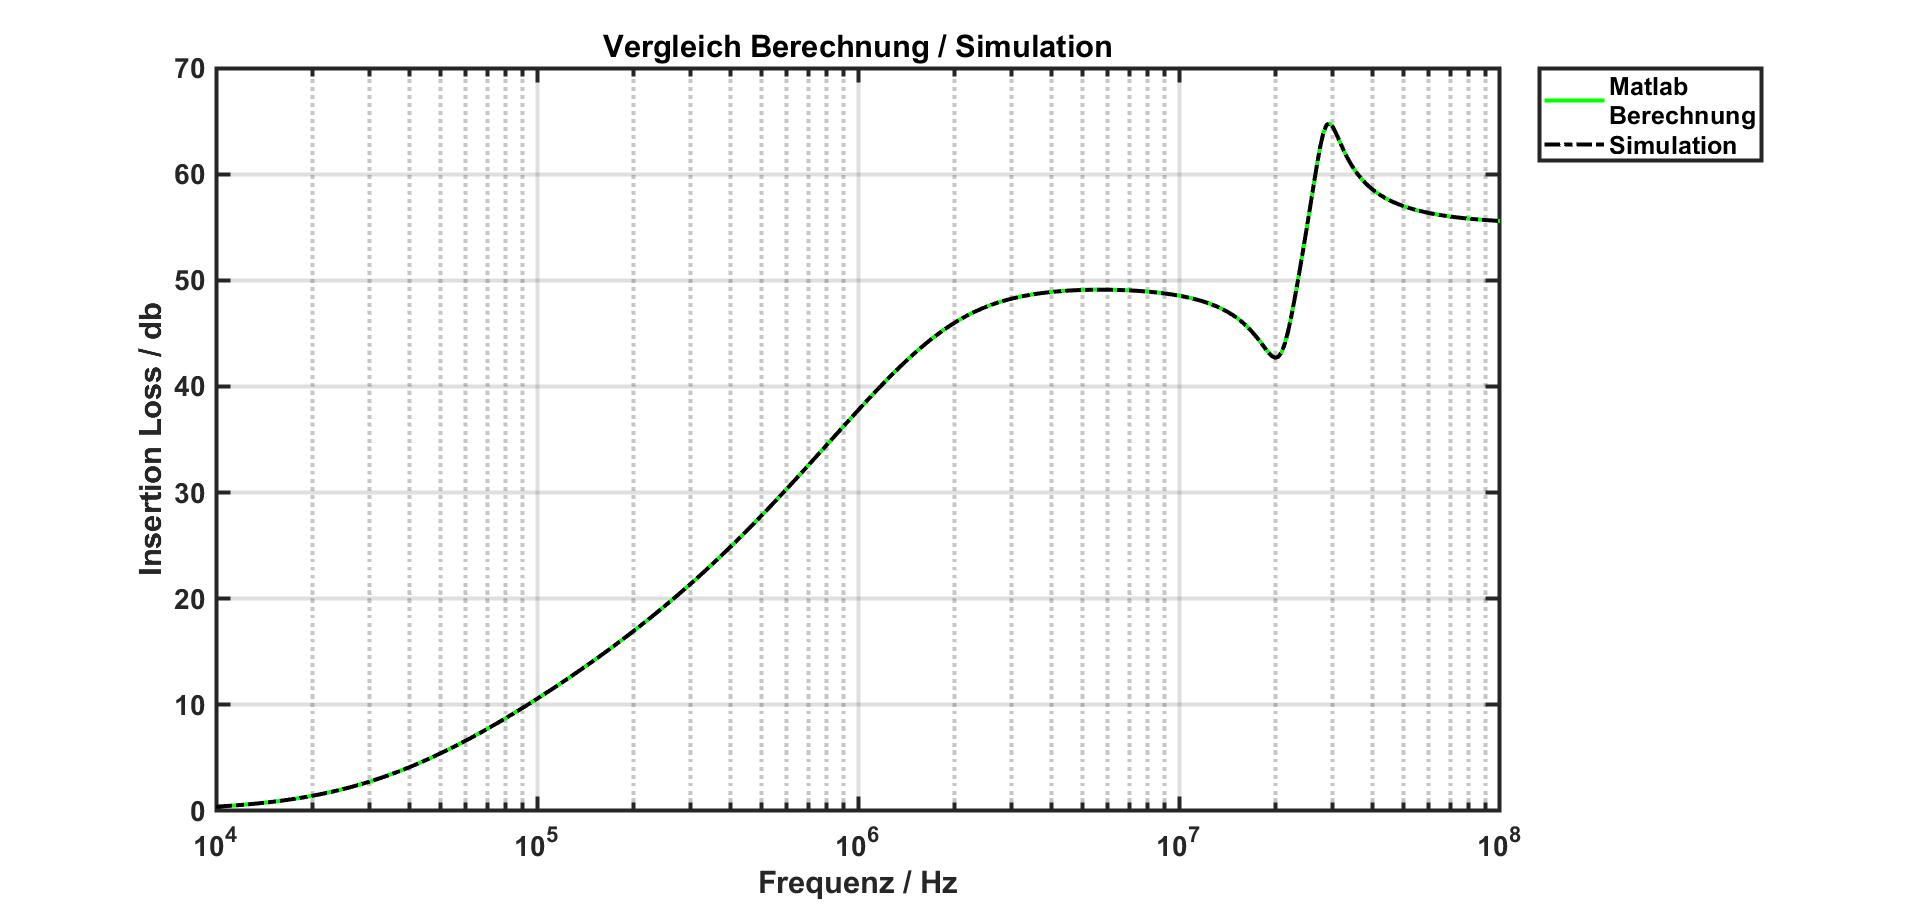 Vergleich Berechnung / Simulation
70
60
50
40
30
20
10
0
Insertion Loss / db
10^4 10^5 10^6 10^7 10^8
Frequenz / Hz
Matlab
Berechnung
Simulation